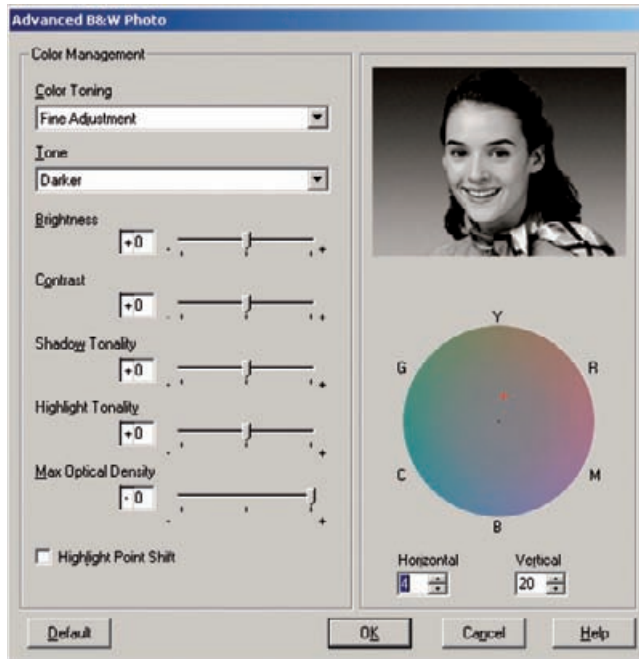 Advanced B&W Photo
Color Management
Color Toning
Fine Adjustment
Tone
Darker
Brightness
+0
- +
Contrast
+0
- +
Shadow Tonality
+0
- +
Highlight Tonality
+0
- +
Max Optical Density
- 0
- +
Highlight Point Shift
Y
G R
C M
B
Horizontal Vertical
4 20
Default OK Cancel Help